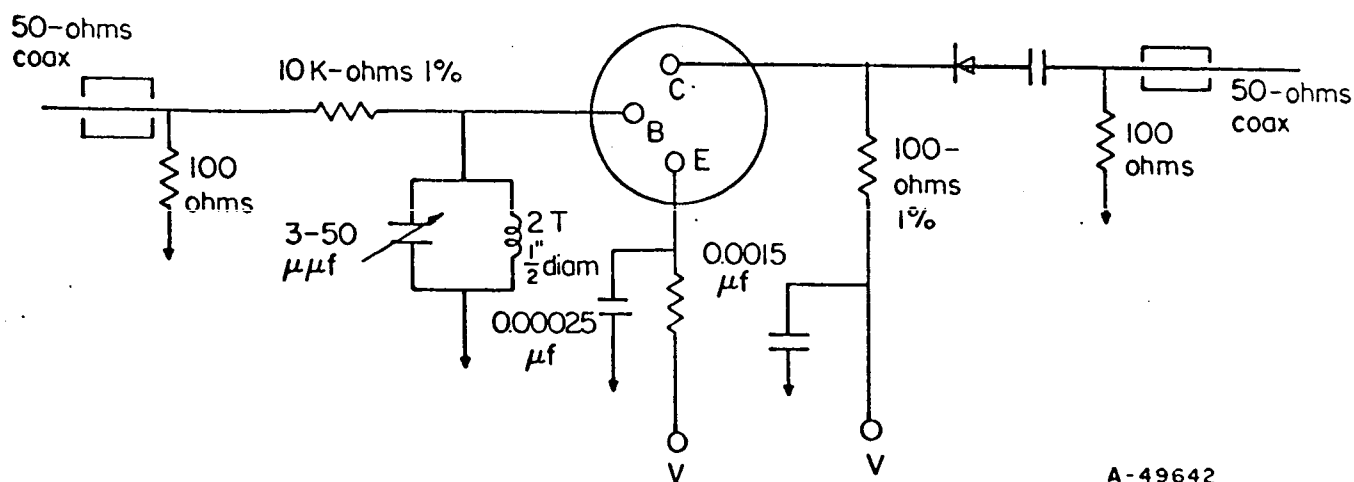 50-ohms
coax
10K-ohms 1%
100
ohms
3-50
μμf
2 T
1/2" diam
0.00025
μf
B
C
E
0.0015
μf
V
100-
ohms
1%
V
100
ohms
50-ohms
coax
A-49642